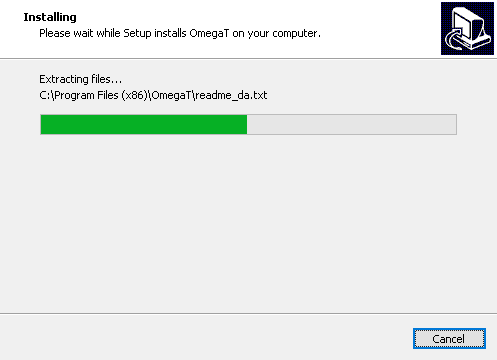 Installing
Please wait while Setup installs OmegaT on your computer.
Extracting files...
C:\Program Files (x86)\OmegaT\readme_da.txt
Cancel